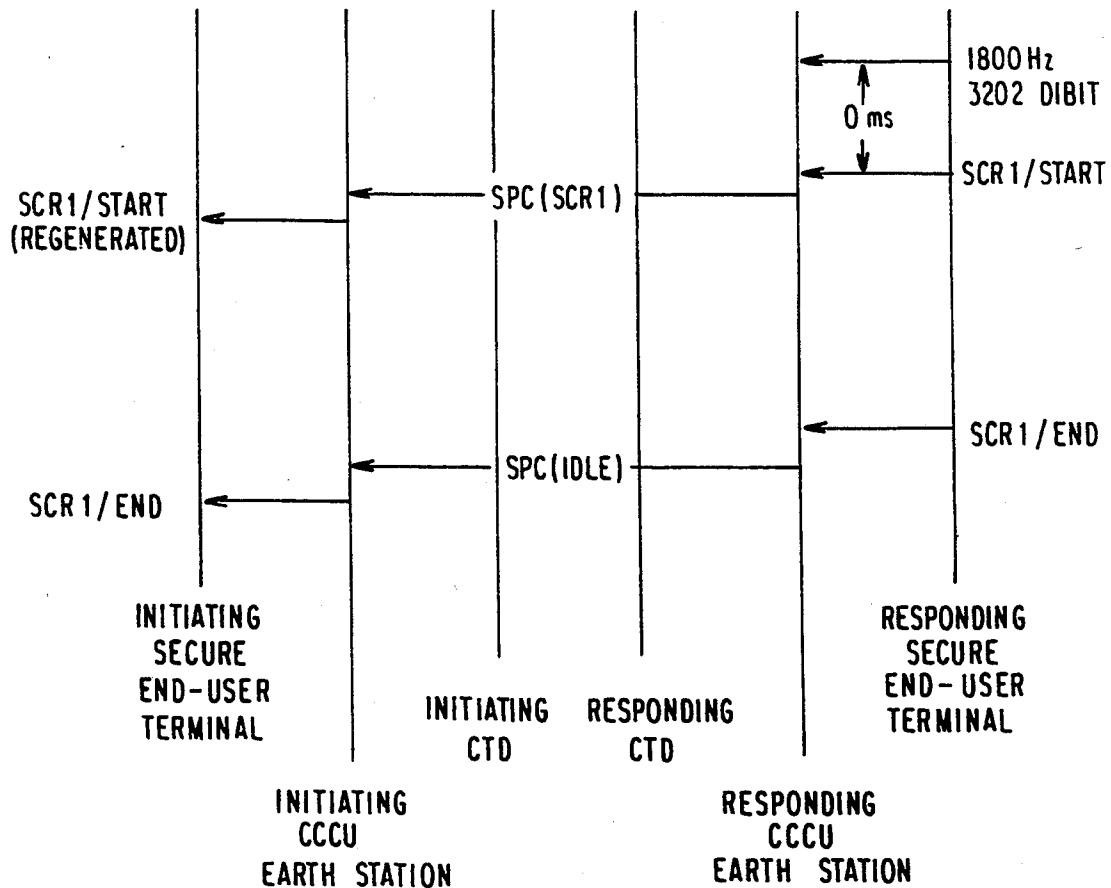 1800Hz
3202 DIBIT
0 ms
SCR1/START
SPC(SCR1)
SCR1/START
(REGENERATED)
SCR1/END
SPC(IDLE)
SCR1/END
INITIATING
SECURE
END-USER
TERMINAL
RESPONDING
SECURE
END-USER
TERMINAL
INITIATING
CTD
RESPONDING
CTD
INITIATING
CCCU
EARTH STATION
RESPONDING
CCCU
EARTH STATION